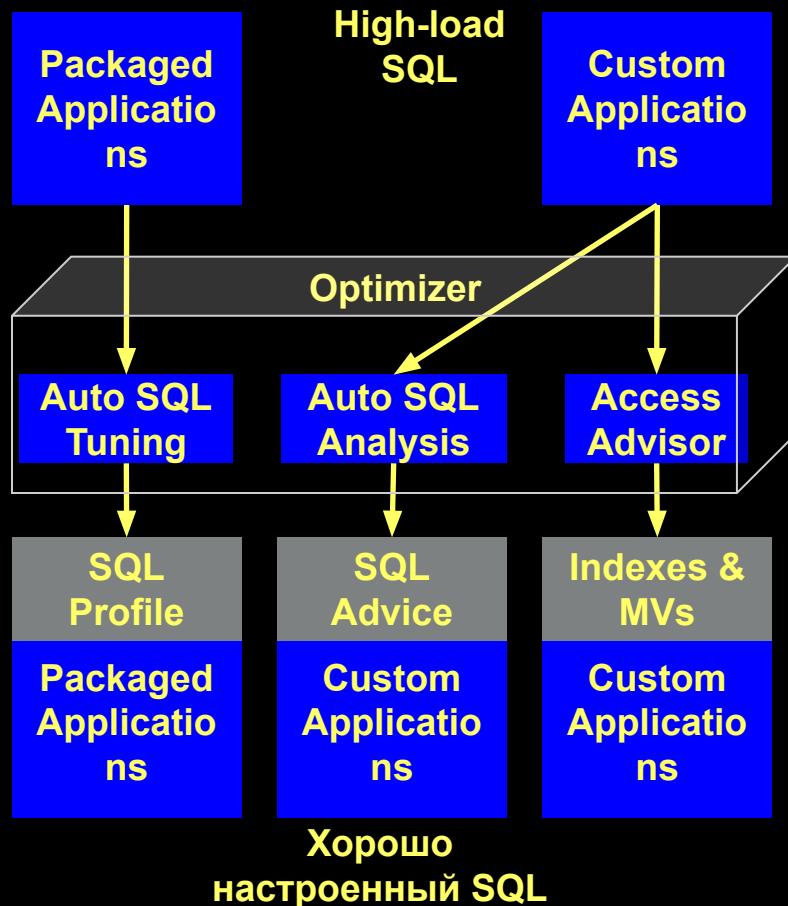 High-load
SQL
Packaged
Applicatio
ns
Custom
Applicatio
ns
Optimizer
Auto SQL
Tuning
Auto SQL
Analysis
Access
Advisor
SQL
Profile
SQL
Advice
Indexes &
MVs
Packaged
Applicatio
ns
Custom
Applicatio
ns
Custom
Applicatio
ns
Хорошо
настроенный SQL